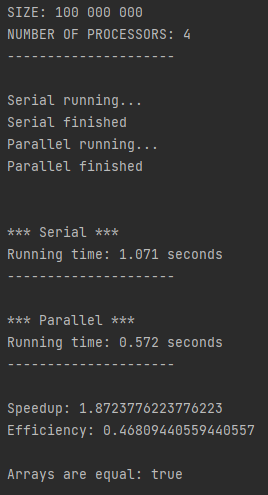 SIZE: 100 000 000
NUMBER OF PROCESSORS: 4
---------------------
Serial running...
Serial finished
Parallel running...
Parallel finished
*** Serial ***
Running time: 1.071 seconds
---------------------
*** Parallel ***
Running time: 0.572 seconds
---------------------
Speedup: 1.8723776223776223
Efficiency: 0.46809440559440557
Arrays are equal: true